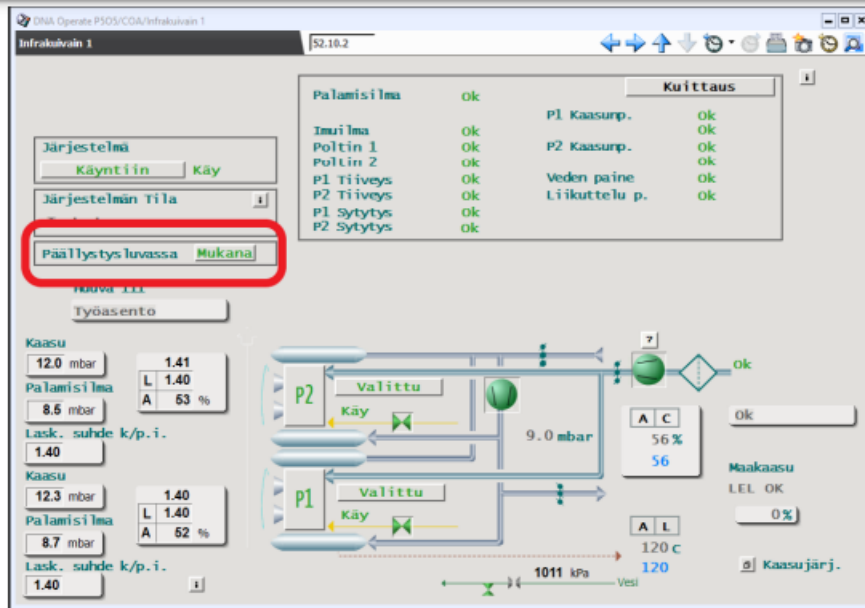 DNA Operate P5OS/COA/Infrakuivain 1
Infrakuivain 1
52.10.2
Kuittaus
Palamisilma Ok
P1 Kaasunp. Ok
Ok
Imuilma Ok
Poltin 1 Ok
P2 Kaasunp. Ok
Poltin 2 Ok
Ok
P1 Tiiveys Ok
Veden paine Ok
P2 Tiiveys Ok
Liikuttelu p. Ok
P1 Sytytys Ok
P2 Sytytys Ok
Järjestelmä
Käyntiin Käy
Järjestelmän Tila i
Päällystysluvassa Mukana
Työasento
Kaasu
12.0 mbar
Palamisilma
8.5 mbar
Lask. suhde k/p.i.
1.40
1.41
L 1.40
A 53 %
Kaasu
12.3 mbar
Palamisilma
8.7 mbar
Lask. suhde k/p.i.
1.40
1.40
L 1.40
A 52 %
i
P2
Valittu
Käy
P1
Valittu
Käy
9.0 mbar
?
Ok
A C
56 %
56
Ok
Maakaasu
LEL OK
0%
A L
120 C
120
1011 kPa
Vesi
Kaasujärj.
i